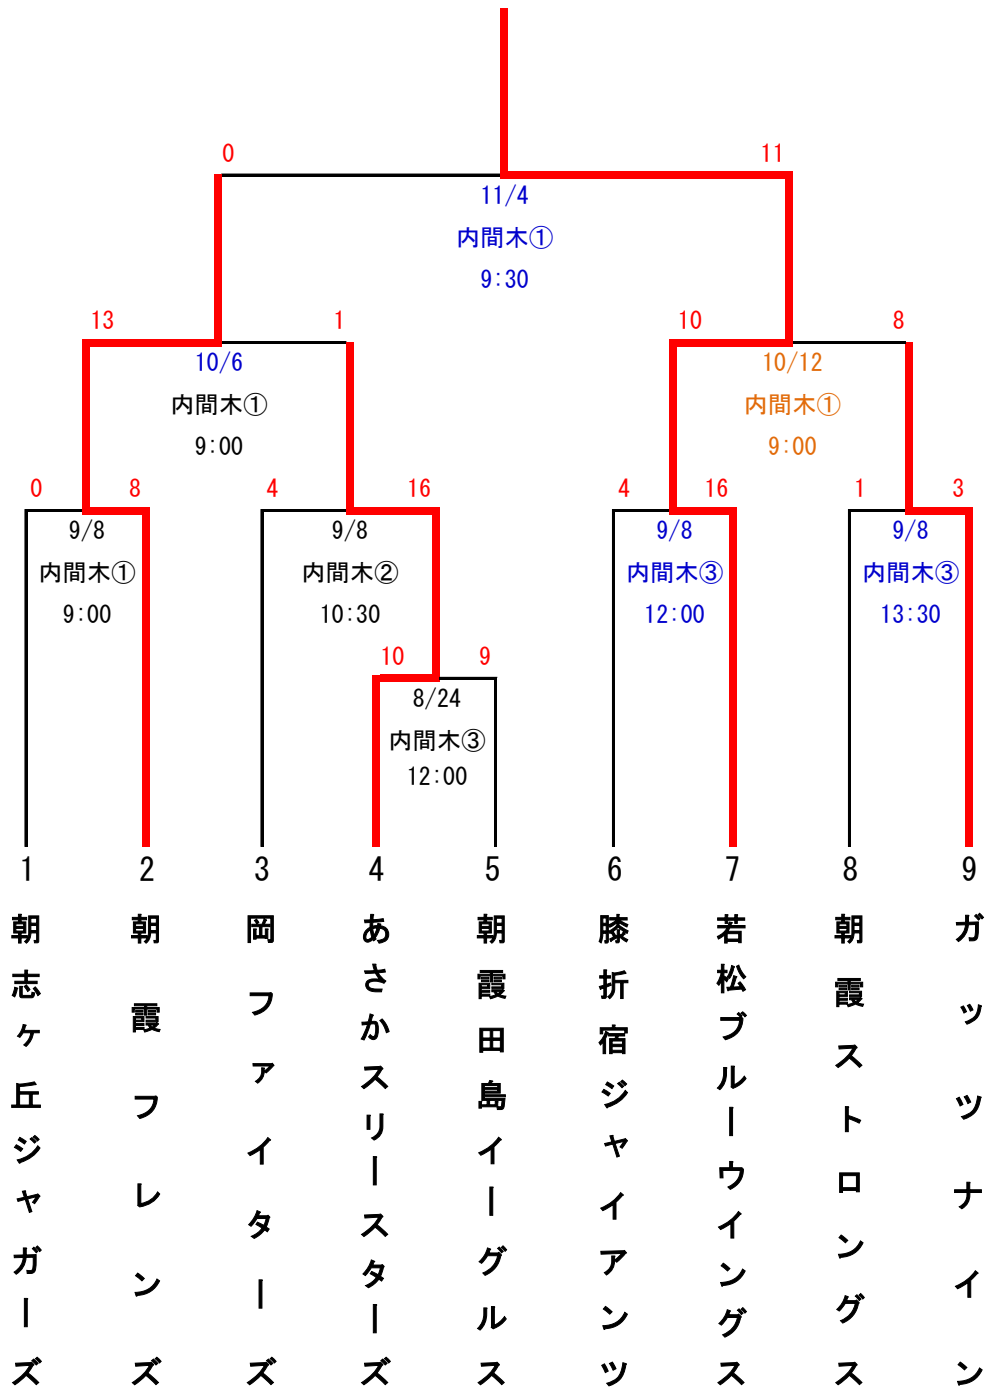 0 11
11/4
内間木①
9:30
13 1 10 8
10/6 10/12
内間木① 内間木①
9:00 9:00
0 8 4 16 4 16 1 3
9/8 9/8 9/8 9/8
内間木① 内間木② 内間木③ 内間木③
9:00 10:30 12:00 13:30
10 9
8/24
内間木③
12:00
1 2 3 4 5 6 7 8 9
朝志ヶ丘ジャガーズ
朝霞フレンズ
岡ファイターズ
あさかスリースターズ
朝霞田島イーグルス
膝折宿ジャイアンツ
若松ブルーウイングス
朝霞ストロングス
ガッツナイン